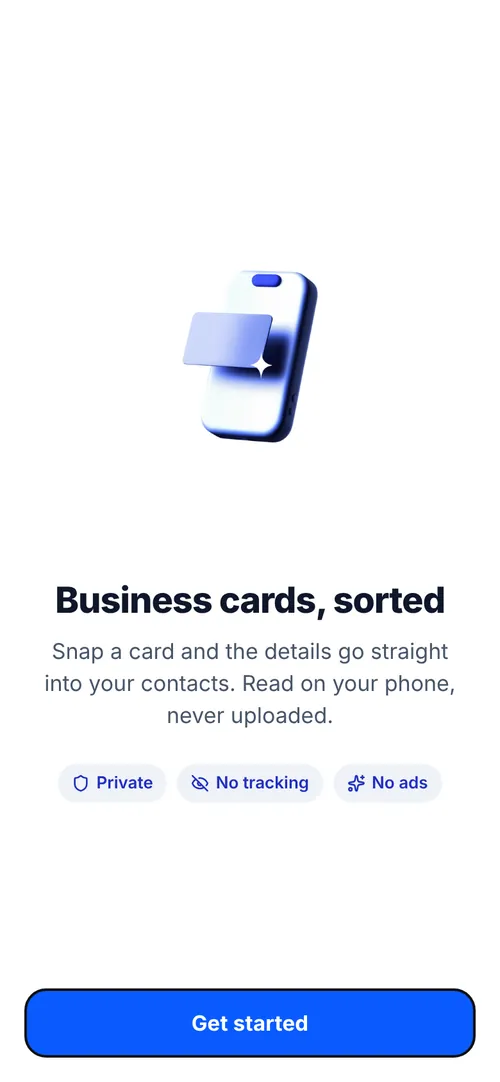 Business cards, sorted
Snap a card and the details go straight
into your contacts. Read on your phone,
never uploaded.
Private
No tracking
No ads
Get started